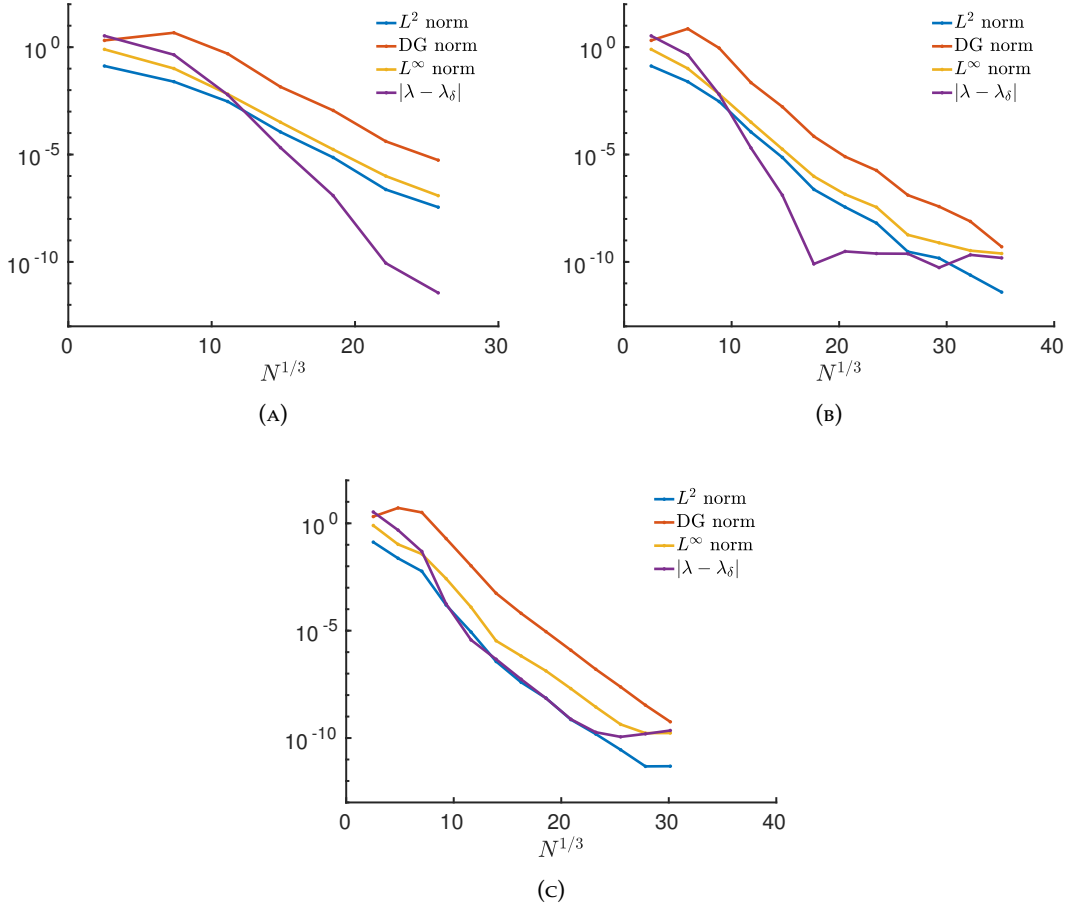 10^0
10^{-5}
10^{-10}
0 10 20 30
N^{1/3}
L^2 norm
DG norm
L^∞ norm
|λ − λ_δ|
(A)
10^0
10^{-5}
10^{-10}
0 10 20 30 40
N^{1/3}
L^2 norm
DG norm
L^∞ norm
|λ − λ_δ|
(B)
10^0
10^{-5}
10^{-10}
0 10 20 30 40
N^{1/3}
L^2 norm
DG norm
L^∞ norm
|λ − λ_δ|
(C)